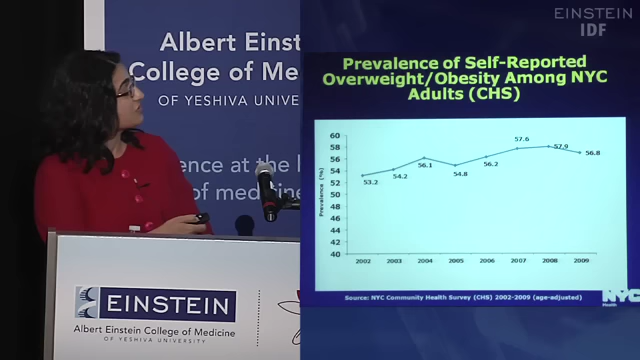 EINSTEIN
IDF
Albert Einst
College of Med
OF YESHIVA UNIVER
ence at the
of medicin
EINSTEIN
Albert Einstein College of Medicine
OF YESHIVA UNIVERSITY
Prevalence of Self-Reported
Overweight/Obesity Among NYC
Adults (CHS)
Prevalence (%)
60
58
56
54
52
50
48
46
44
42
40
53.2
54.2
56.1
54.8
56.2
57.6
57.9
56.8
2002 2003 2004 2005 2006 2007 2008 2009
Source: NYC Community Health Survey (CHS) 2002-2009 (age-adjusted)
NYC
Health